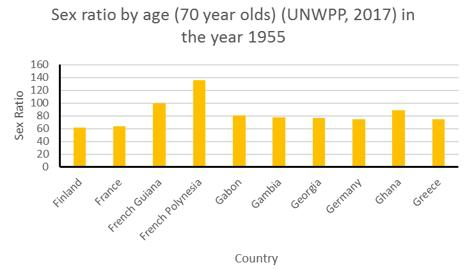 Sex ratio by age (70 year olds) (UNWPP, 2017) in
the year 1955
Sex Ratio
160
140
120
100
80
60
40
20
0
Finland
France
French Guiana
French Polynesia
Gabon
Gambia
Georgia
Germany
Ghana
Greece
Country